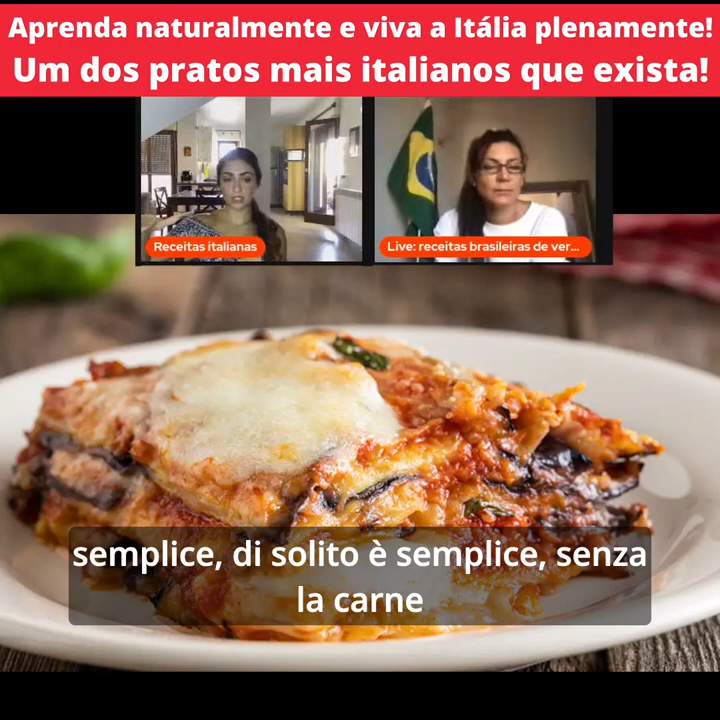 Aprenda naturalmente e viva a Itália plenamente!
Um dos pratos mais italianos que exista!
Receitas italianas
Live: receitas brasileiras de ver...
semplice, di solito è semplice, senza
la carne